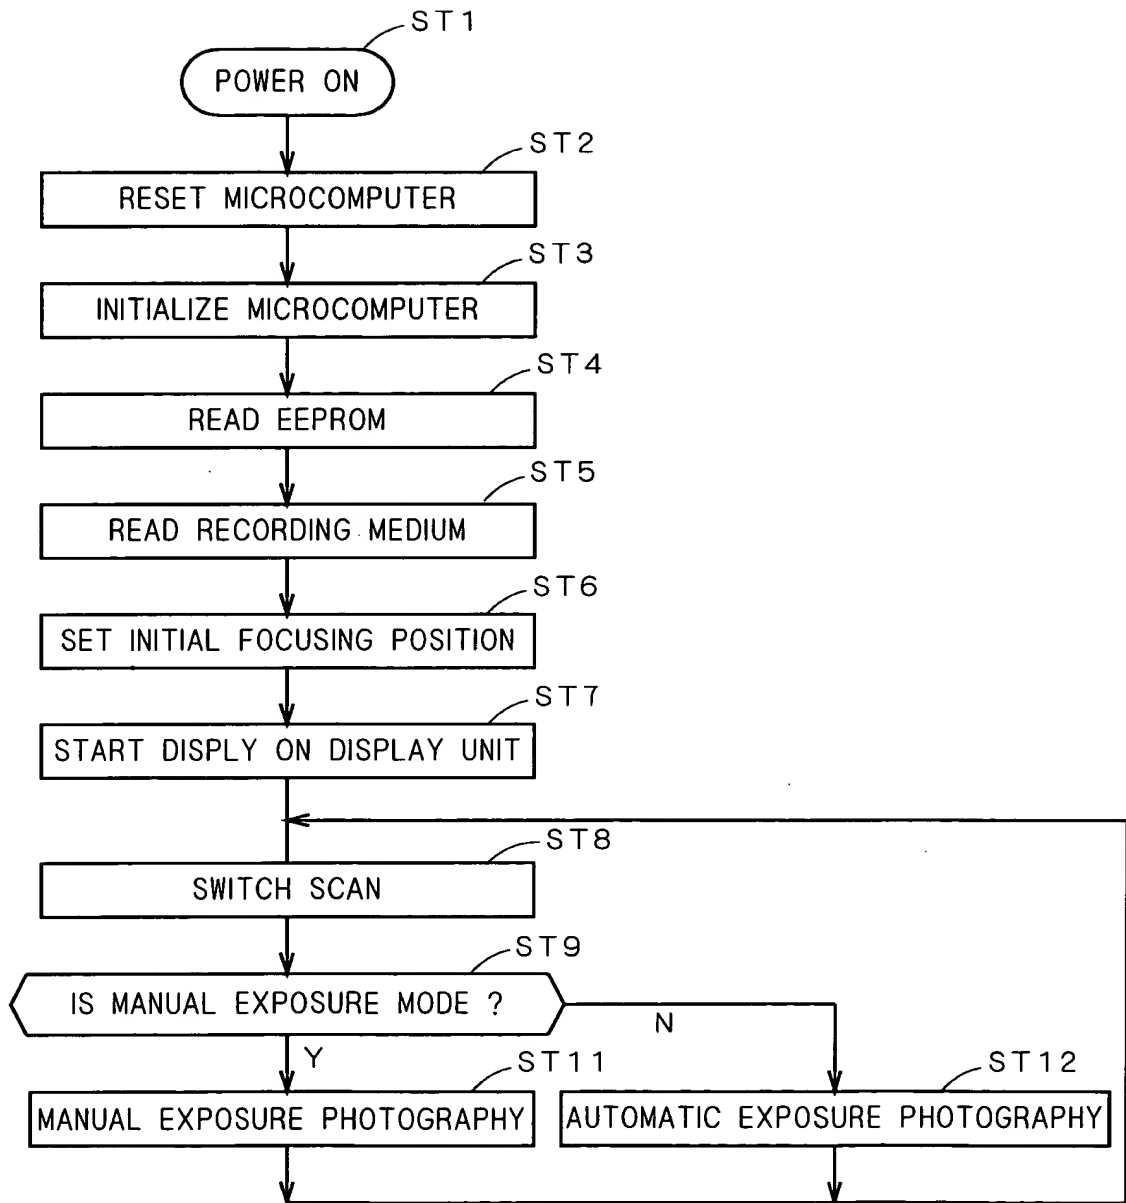 ST1
POWER ON
ST2
RESET MICROCOMPUTER
ST3
INITIALIZE MICROCOMPUTER
ST4
READ EEPROM
ST5
READ RECORDING MEDIUM
ST6
SET INITIAL FOCUSING POSITION
ST7
START DISPLY ON DISPLAY UNIT
ST8
SWITCH SCAN
ST9
IS MANUAL EXPOSURE MODE ?
N
Y
ST11
ST12
MANUAL EXPOSURE PHOTOGRAPHY
AUTOMATIC EXPOSURE PHOTOGRAPHY